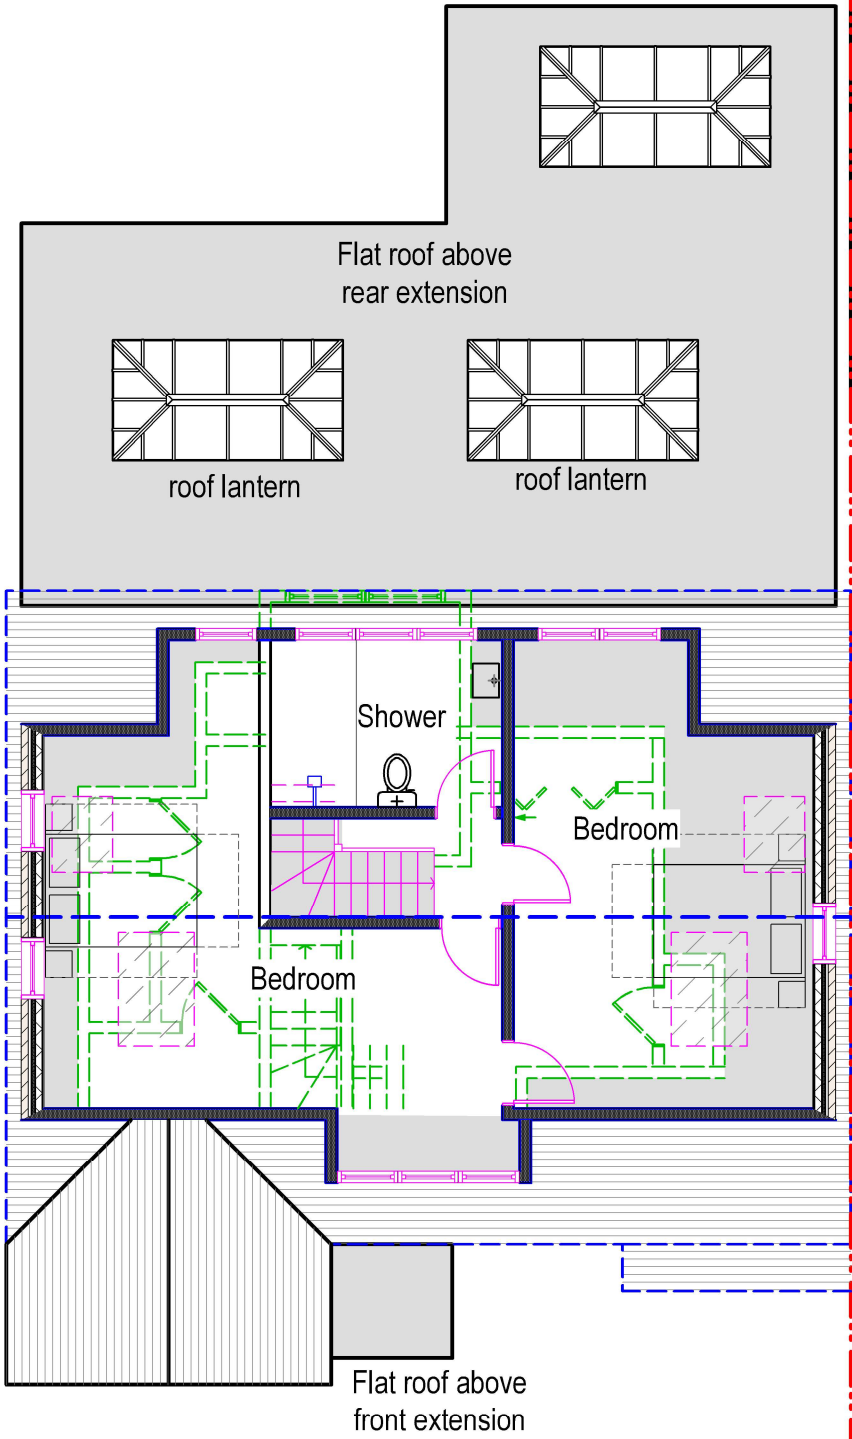 Flat roof above
rear extension
roof lantern
roof lantern
Shower
Bedroom
Bedroom
Flat roof above
front extension